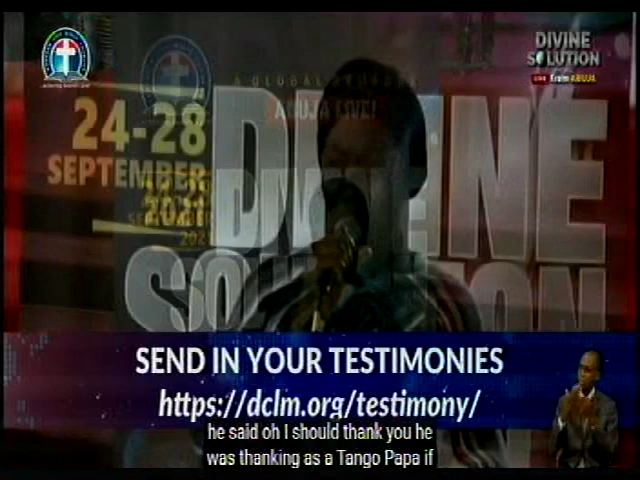 DIVINE
SOLUTION
LIVE from ABUJA
A GLOBAL CRUSADE
ABUJA LIVE!
24-28
SEPTEMBER
2021
DIVINE
SOLUTION
SEND IN YOUR TESTIMONIES
https://dclm.org/testimony/
he said oh I should thank you he
was thanking as a Tango Papa if